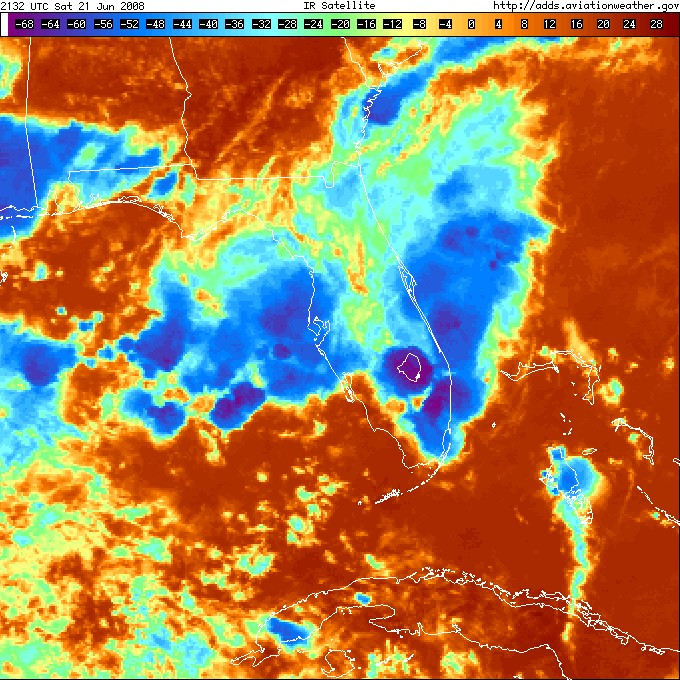 2132 UTC Sat 21 Jun 2008 IR Satellite http://adds.aviationweather.gov
-68 -64 -60 -56 -52 -48 -44 -40 -36 -32 -28 -24 -20 -16 -12 -8 -4 0 4 8 12 16 20 24 28